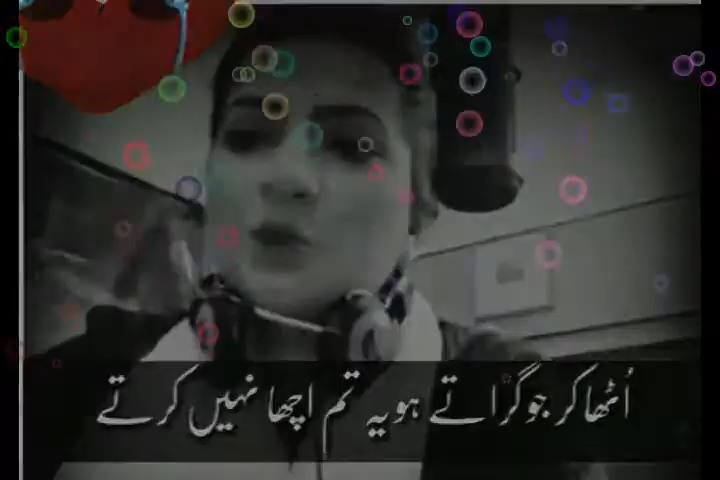 اُٹھا کر جو گراتے ہو یہ تم اچھا نہیں کرتے